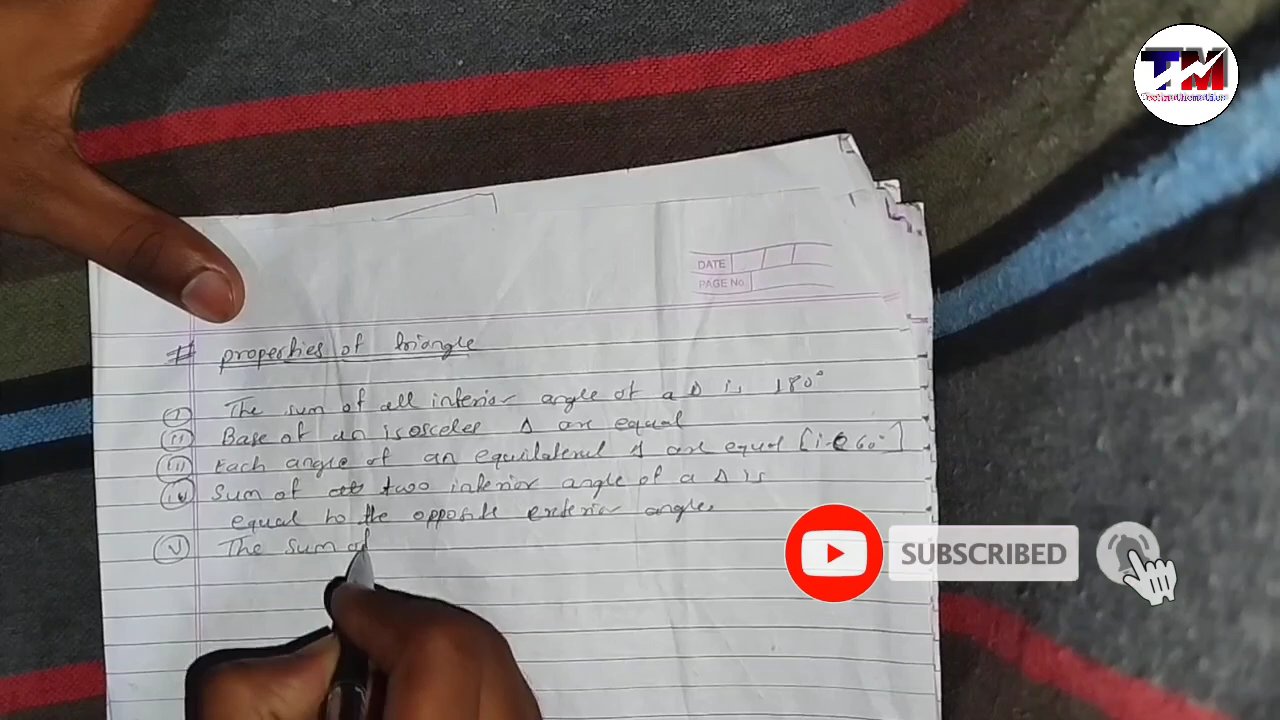 TM
DATE
PAGE No.
# properties of triangle
(i) The sum of all interior angle of a Δ is 180°
(ii) Base of an isosceles Δ are equal
(iii) Each angle of an equilateral Δ are equal [i.e 60°]
(iv) Sum of two interior angle of a Δ is
equal to the opposite exterior angle.
(v) The sum of
SUBSCRIBED